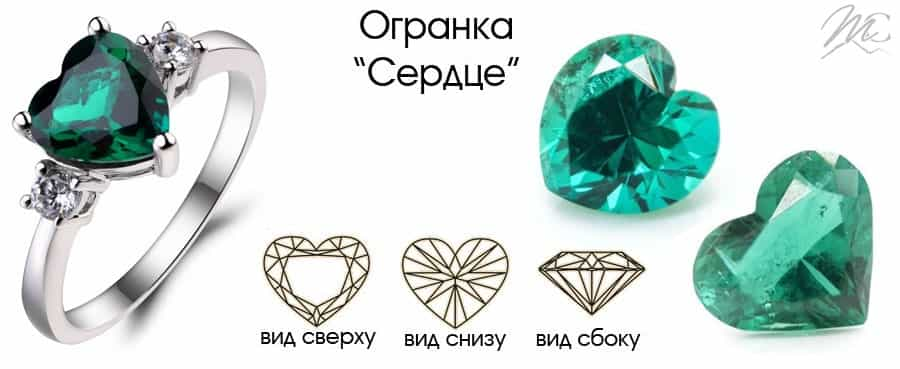 Огранка
“Сердце”
вид сверху
вид снизу
вид сбоку